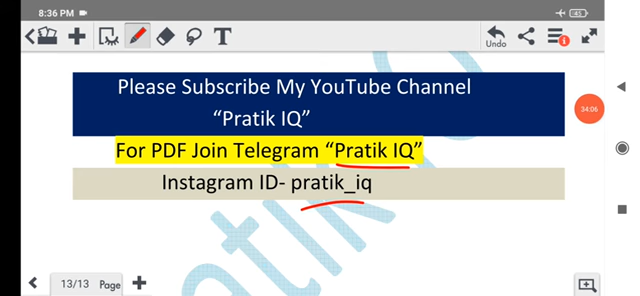 8:36 PM
45
Undo
Please Subscribe My YouTube Channel
“Pratik IQ”
34:06
For PDF Join Telegram “Pratik IQ”
Instagram ID- pratik_iq
13/13 Page